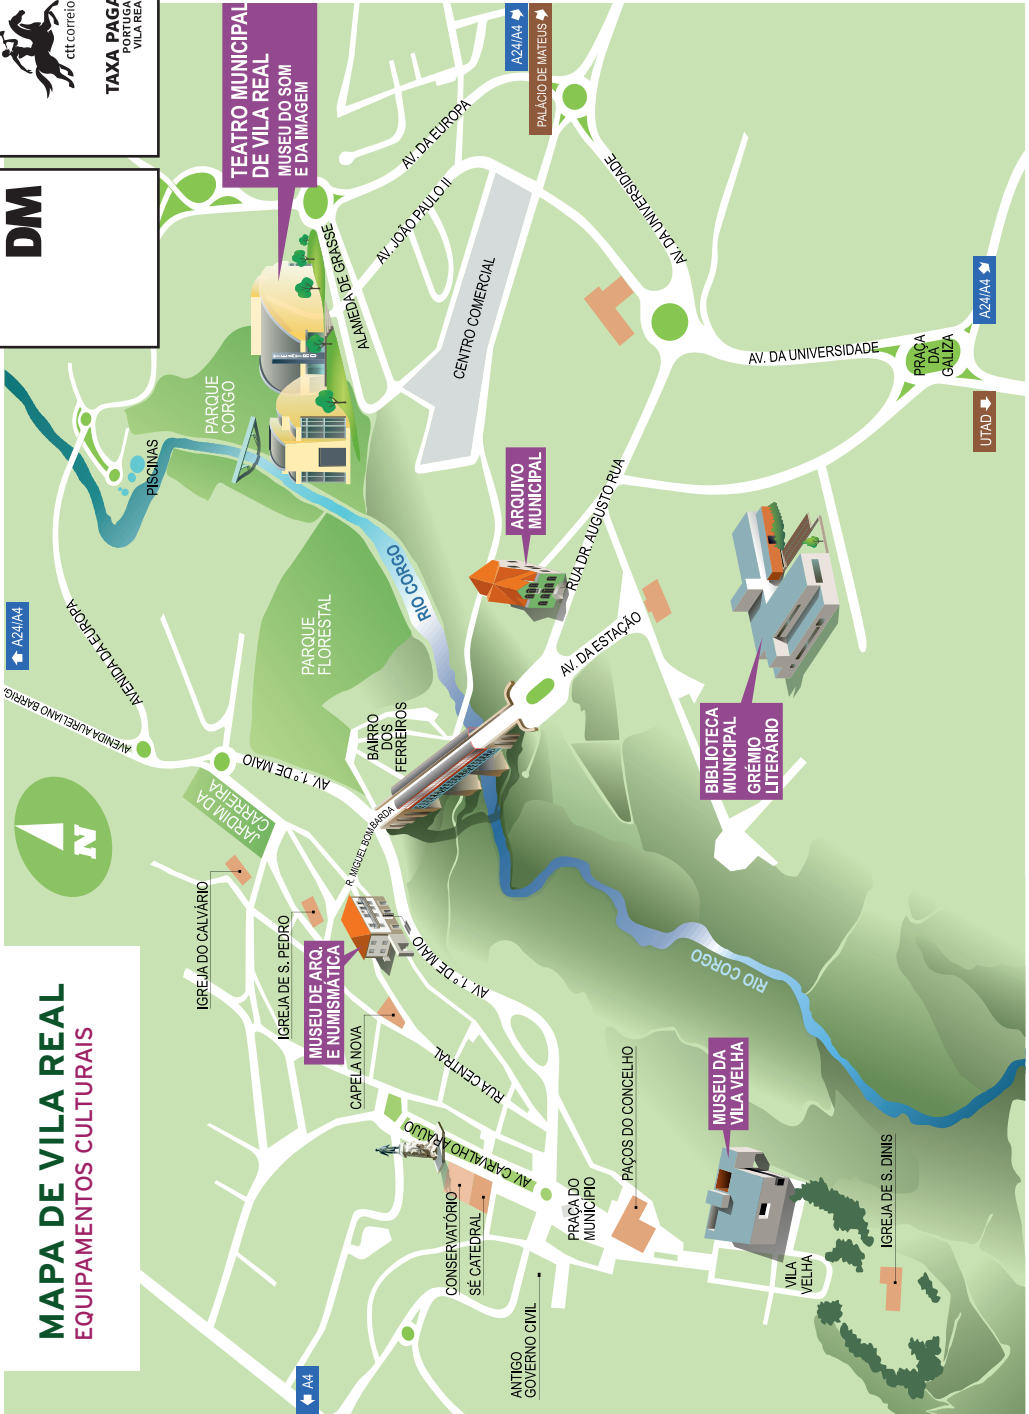 MAPA DE VILA REAL
EQUIPAMENTOS CULTURAIS
ctt correio
TAXA PAGA
PORTUGA
VILA REA
DM
N
TEATRO MUNICIPAL
DE VILA REAL
MUSEU DO SOM
E DA IMAGEM
A24/A4
PALÁCIO DE MATEUS
AV. DA EUROPA
AV. JOÃO PAULO II
AV. DA UNIVERSIDADE
ALAMEDA DE GRASSE
CENTRO COMERCIAL
A24/A4
AV. DA UNIVERSIDADE
PRAÇA
DA
GALIZA
UTAD
PARQUE
CORGO
TEATRO
PISCINAS
ARQUIVO
MUNICIPAL
RUA DR. AUGUSTO RUA
RIO CORGO
PARQUE
FLORESTAL
A24/A4
AVENIDA DA EUROPA
AVENIDA AURELIANO BARRIG
AV. DA ESTAÇÃO
BAIRRO
DOS
FERREIROS
AV. 1.º DE MAIO
JARDIM DA
CARREIRA
R. MIGUEL BOMBARDA
BIBLIOTECA
MUNICIPAL
GRÉMIO
LITERÁRIO
IGREJA DO CALVÁRIO
IGREJA DE S. PEDRO
MUSEU DE ARQ.
E NUMISMÁTICA
AV. 1.º DE MAIO
CAPELA NOVA
RUA CENTRAL
RIO CORGO
AV. CARVALHO ARAÚJO
PAÇOS DO CONCELHO
MUSEU DA
VILA VELHA
CONSERVATÓRIO
SÉ CATEDRAL
PRAÇA DO
MUNICÍPIO
IGREJA DE S. DINIS
VILA
VELHA
ANTIGO
GOVERNO CIVIL
A4